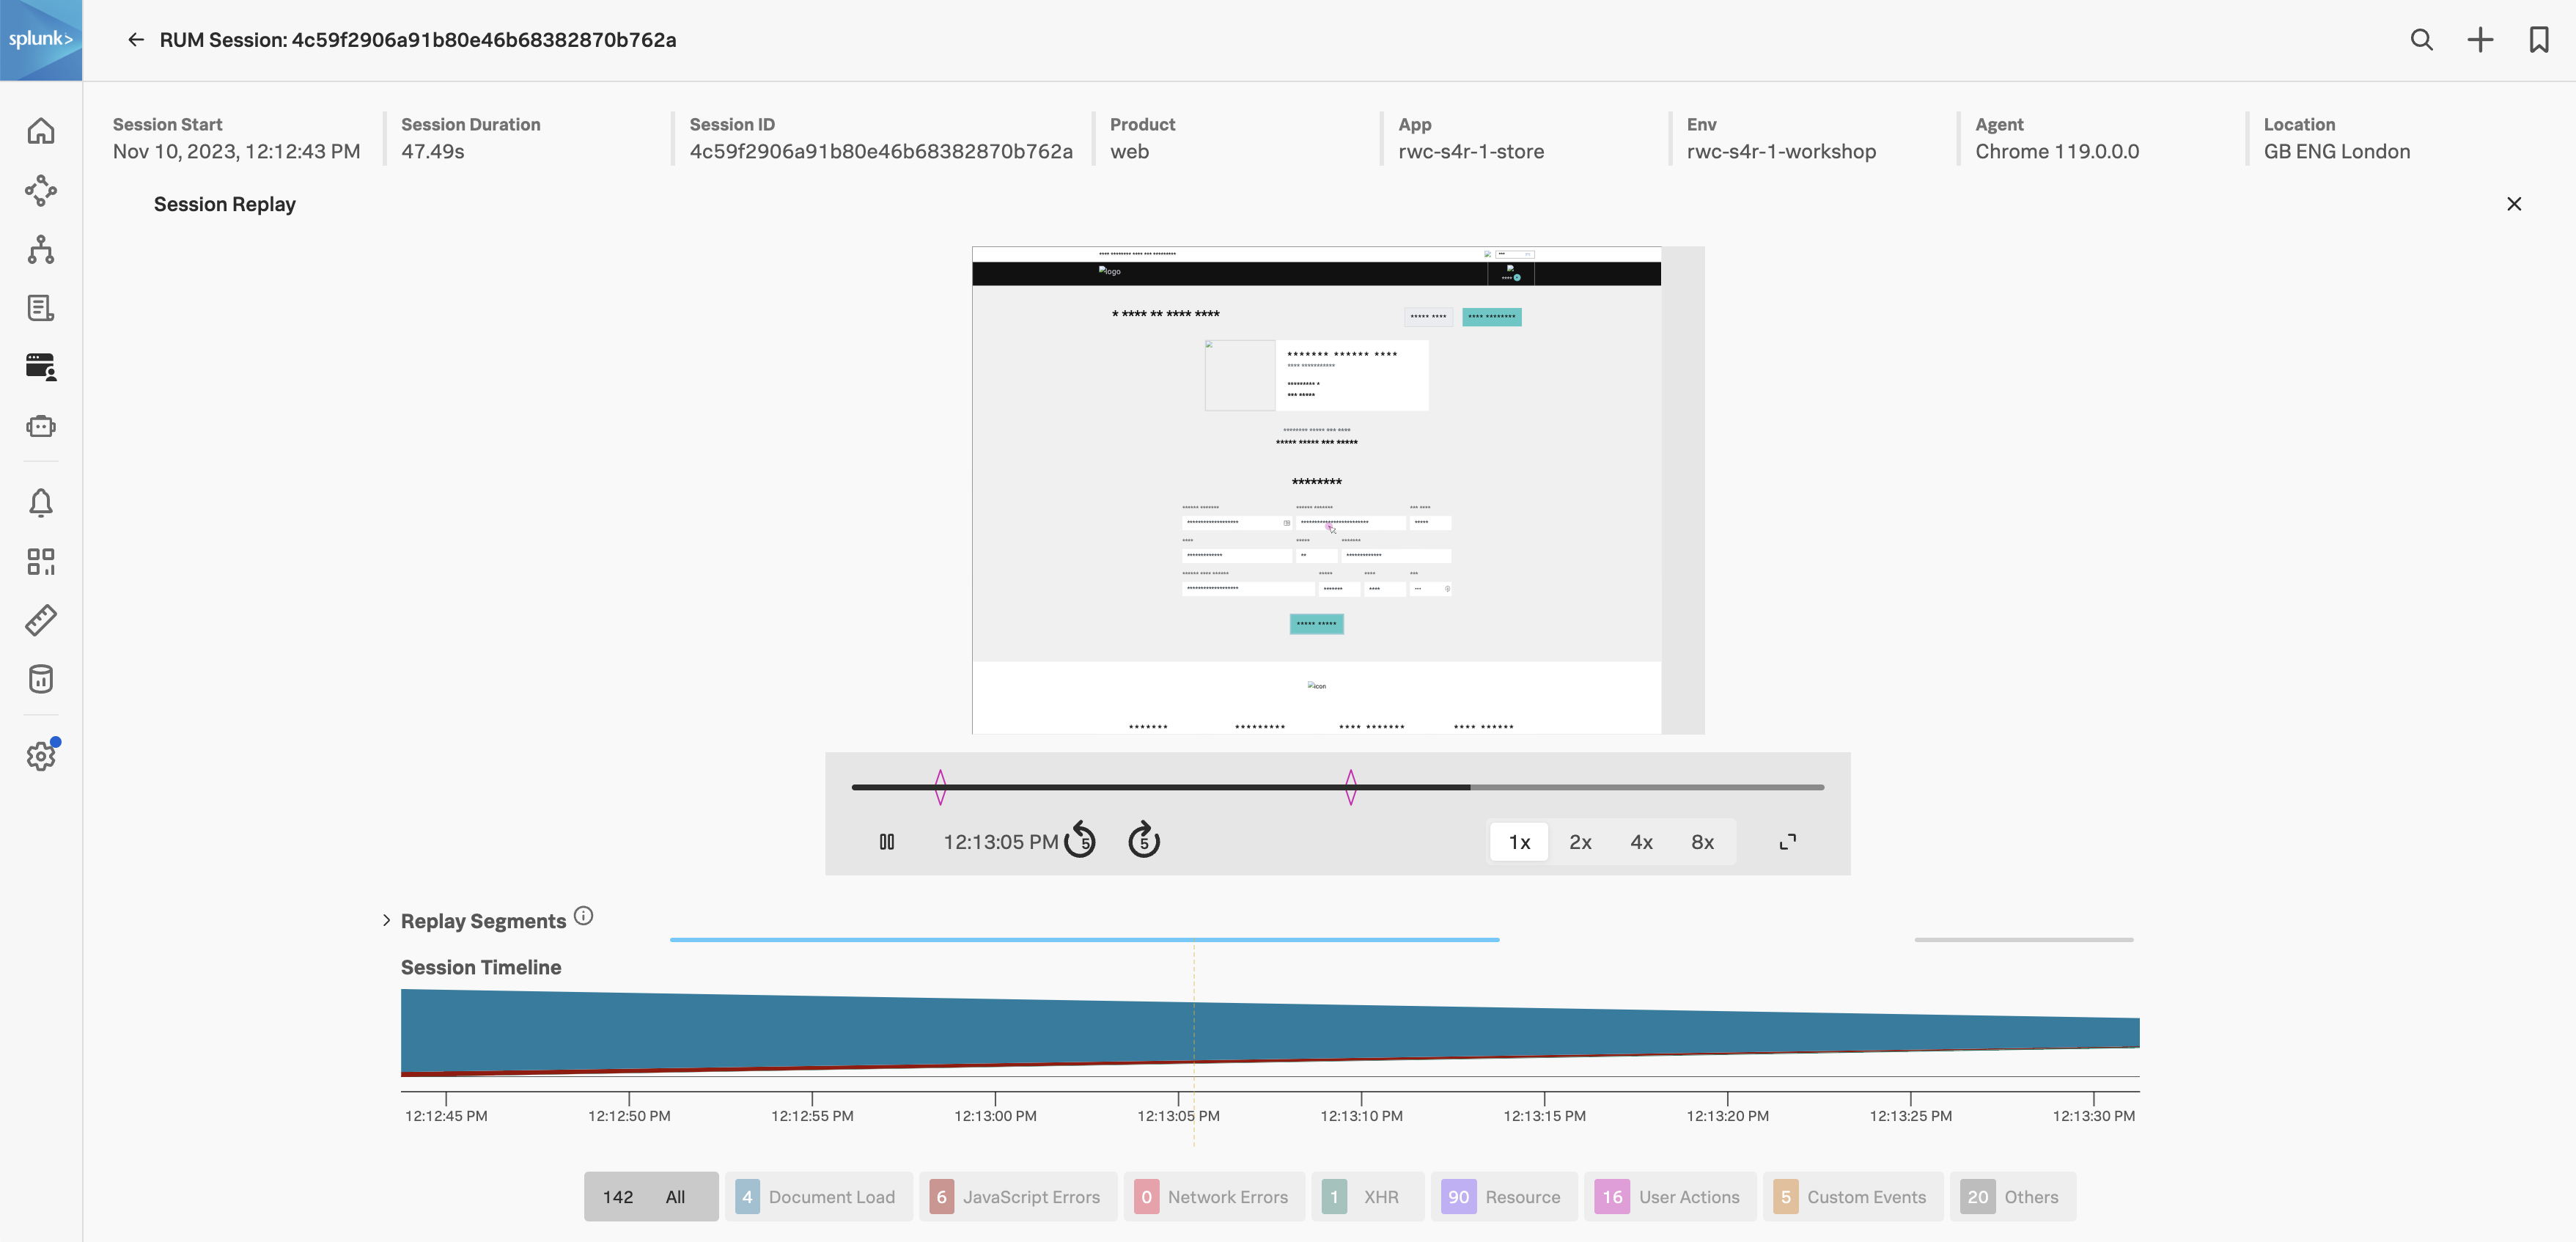 splunk>
RUM Session: 4c59f2906a91b80e46b68382870b762a
Session Start
Nov 10, 2023, 12:12:43 PM
Session Duration
47.49s
Session ID
4c59f2906a91b80e46b68382870b762a
Product
web
App
rwc-s4r-1-store
Env
rwc-s4r-1-workshop
Agent
Chrome 119.0.0.0
Location
GB ENG London
Session Replay
**** ******** **** *** *********
***
logo
****
* **** ** **** ****
***** ****
**** ********
******* ****** ****
**** ***********
********* *
*** *****
******** ***** *** ****
***** ***** *** *****
********
****** ******* ****** ******* *** ****
**** ***** *******
****** **** ****** ***** **** ***
***** *****
icon
******* ********* **** ******* **** ******
12:13:05 PM 5 5 1x 2x 4x 8x
Replay Segments
Session Timeline
12:12:45 PM 12:12:50 PM 12:12:55 PM 12:13:00 PM 12:13:05 PM 12:13:10 PM 12:13:15 PM 12:13:20 PM 12:13:25 PM 12:13:30 PM
142 All 4 Document Load 6 JavaScript Errors 0 Network Errors 1 XHR 90 Resource 16 User Actions 5 Custom Events 20 Others